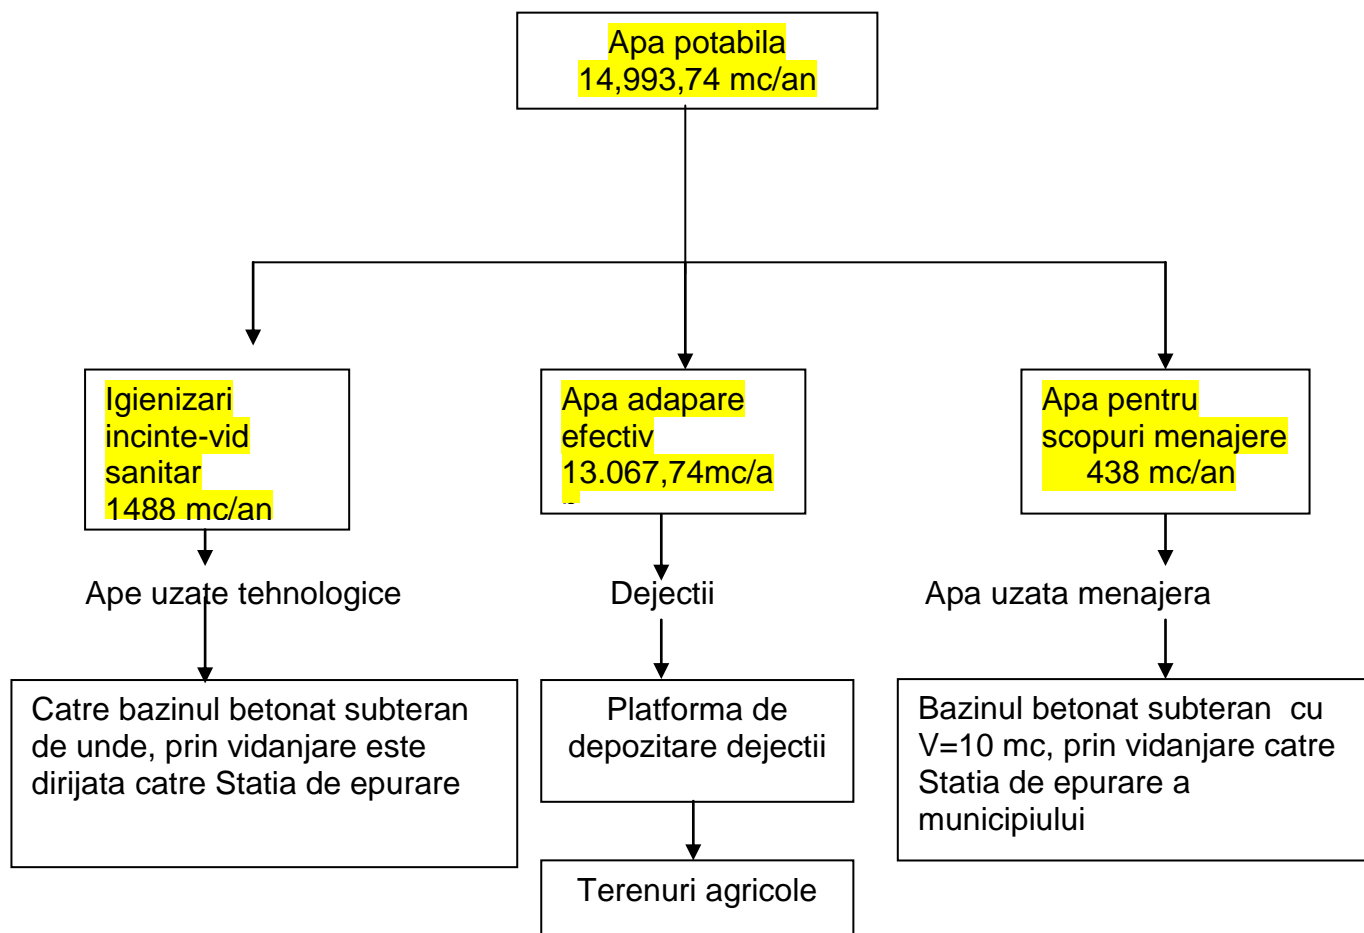 Apa potabila
14,993,74 mc/an
Igienizari
incinte-vid
sanitar
1488 mc/an
Apa adapare
efectiv
13.067,74mc/a
Apa pentru
scopuri menajere
438 mc/an
Ape uzate tehnologice
Dejectii
Apa uzata menajera
Catre bazinul betonat subteran
de unde, prin vidanjare este
dirijata catre Statia de epurare
Platforma de
depozitare dejectii
Bazinul betonat subteran cu
V=10 mc, prin vidanjare catre
Statia de epurare a
municipiului
Terenuri agricole